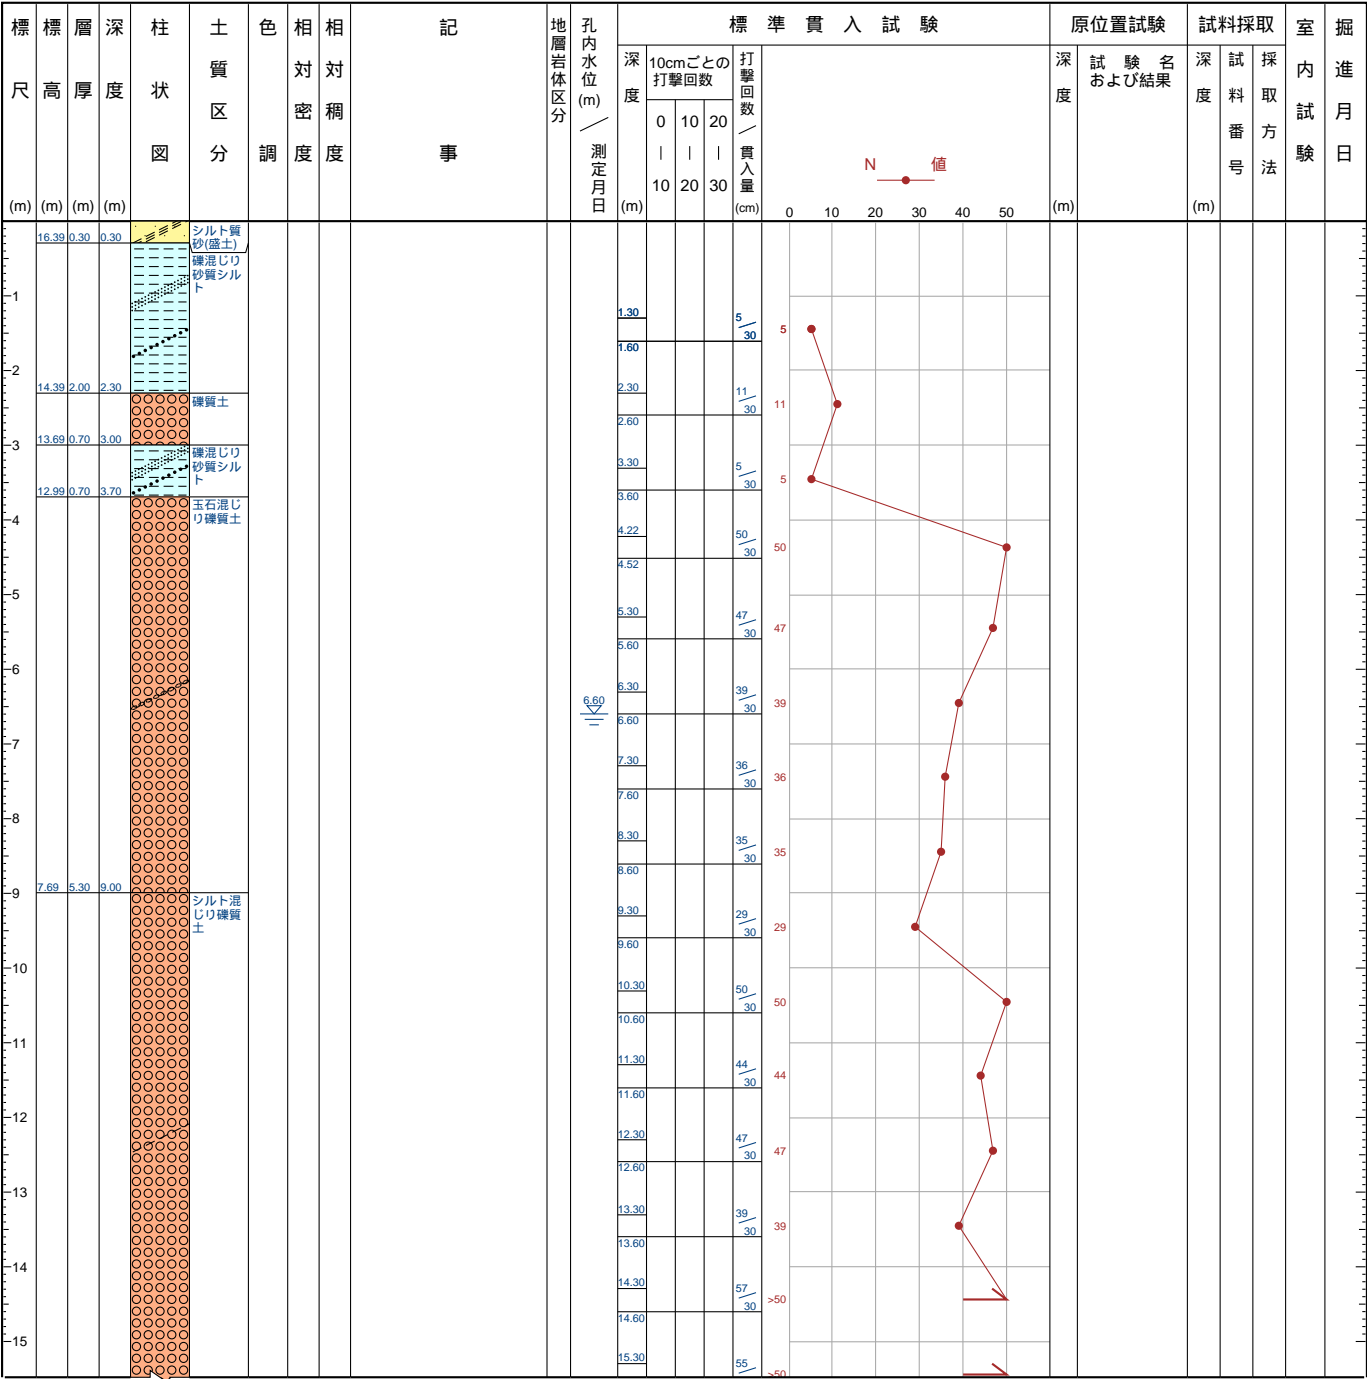 標尺 (m)
標高 (m)
層厚 (m)
深度 (m)
柱状図
土質区分
色調
相対密度
相対稠度
記事
地層岩体区分
孔内水位(m)／測定月日
標準貫入試験
深度 (m)
10cmごとの
打撃回数
0 10 20
| | |
10 20 30
打撃回数／貫入量 (cm)
N 値
0 10 20 30 40 50
原位置試験
深度 (m)
試験名
および結果
試料採取
深度 (m)
試料番号
採取方法
室内試験
掘進月日
16.39 0.30 0.30
シルト質
砂(盛土)
礫混じり
砂質シル
ト
1
1.30 5
30 5
1.60
2
14.39 2.00 2.30
礫質土
2.30 11
30 11
2.60
13.69 0.70 3.00
3
礫混じり
砂質シル
ト
3.30 5
30 5
3.60
12.99 0.70 3.70
玉石混じ
り礫質土
4
4.22 50
30 50
4.52
5
5.30 47
30 47
5.60
6
6.30 39
30 39
6.60
6.60
7
7.30 36
30 36
7.60
8
8.30 35
30 35
8.60
7.69 5.30 9.00
9
シルト混
じり礫質
土
9.30 29
30 29
9.60
10
10.30 50
30 50
10.60
11
11.30 44
30 44
11.60
12
12.30 47
30 47
12.60
13
13.30 39
30 39
13.60
14
14.30 57
30 >50
14.60
15
15.30 55
>50